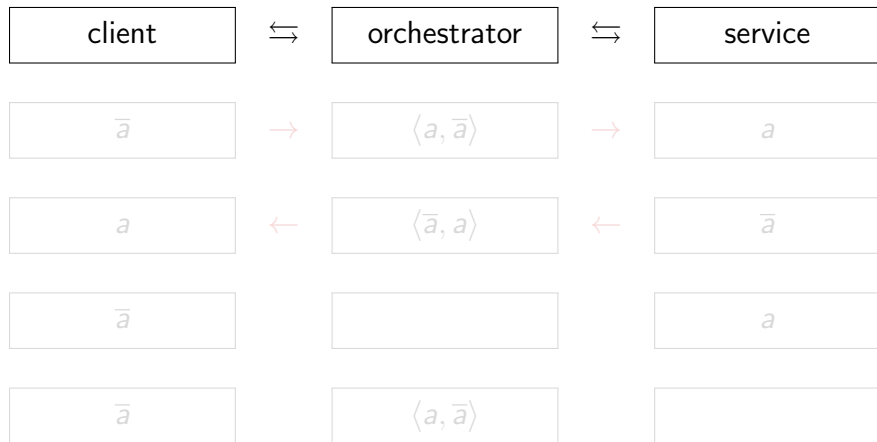 client ⇆ orchestrator ⇆ service
a̅ → ⟨a, a̅⟩ → a
a ← ⟨a̅, a⟩ ← a̅
a̅ a
a̅ ⟨a, a̅⟩